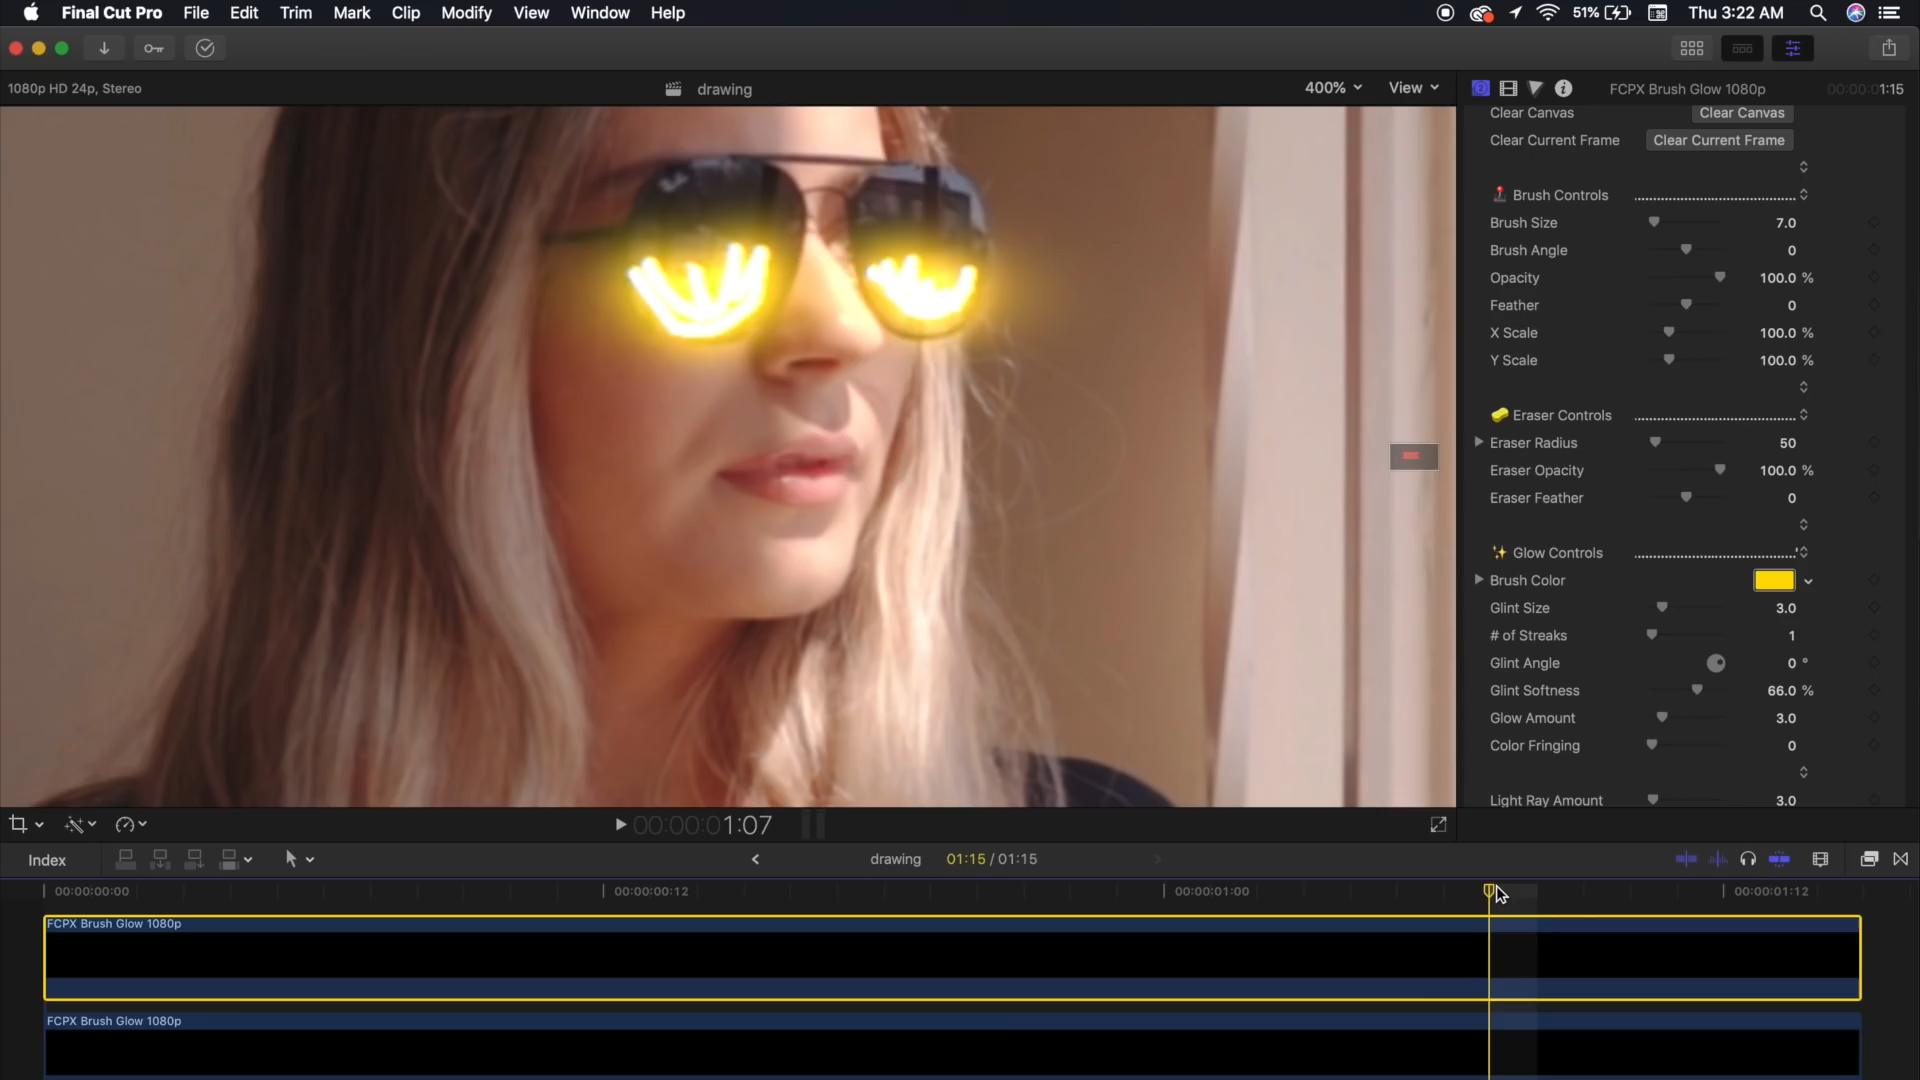 Final Cut Pro File Edit Trim Mark Clip Modify View Window Help 51% Thu 3:22 AM
1080p HD 24p, Stereo drawing 400% View FCPX Brush Glow 1080p 00:00:01:15
Clear Canvas Clear Canvas
Clear Current Frame Clear Current Frame
Brush Controls
Brush Size 7.0
Brush Angle 0
Opacity 100.0 %
Feather 0
X Scale 100.0 %
Y Scale 100.0 %
Eraser Controls
Eraser Radius 50
Eraser Opacity 100.0 %
Eraser Feather 0
Glow Controls
Brush Color
Glint Size 3.0
# of Streaks 1
Glint Angle 0 °
Glint Softness 66.0 %
Glow Amount 3.0
Color Fringing 0
Light Ray Amount 3.0
00:00:01:07
Index drawing 01:15 / 01:15
00:00:00:00 00:00:00:12 00:00:01:00 00:00:01:12
FCPX Brush Glow 1080p
FCPX Brush Glow 1080p